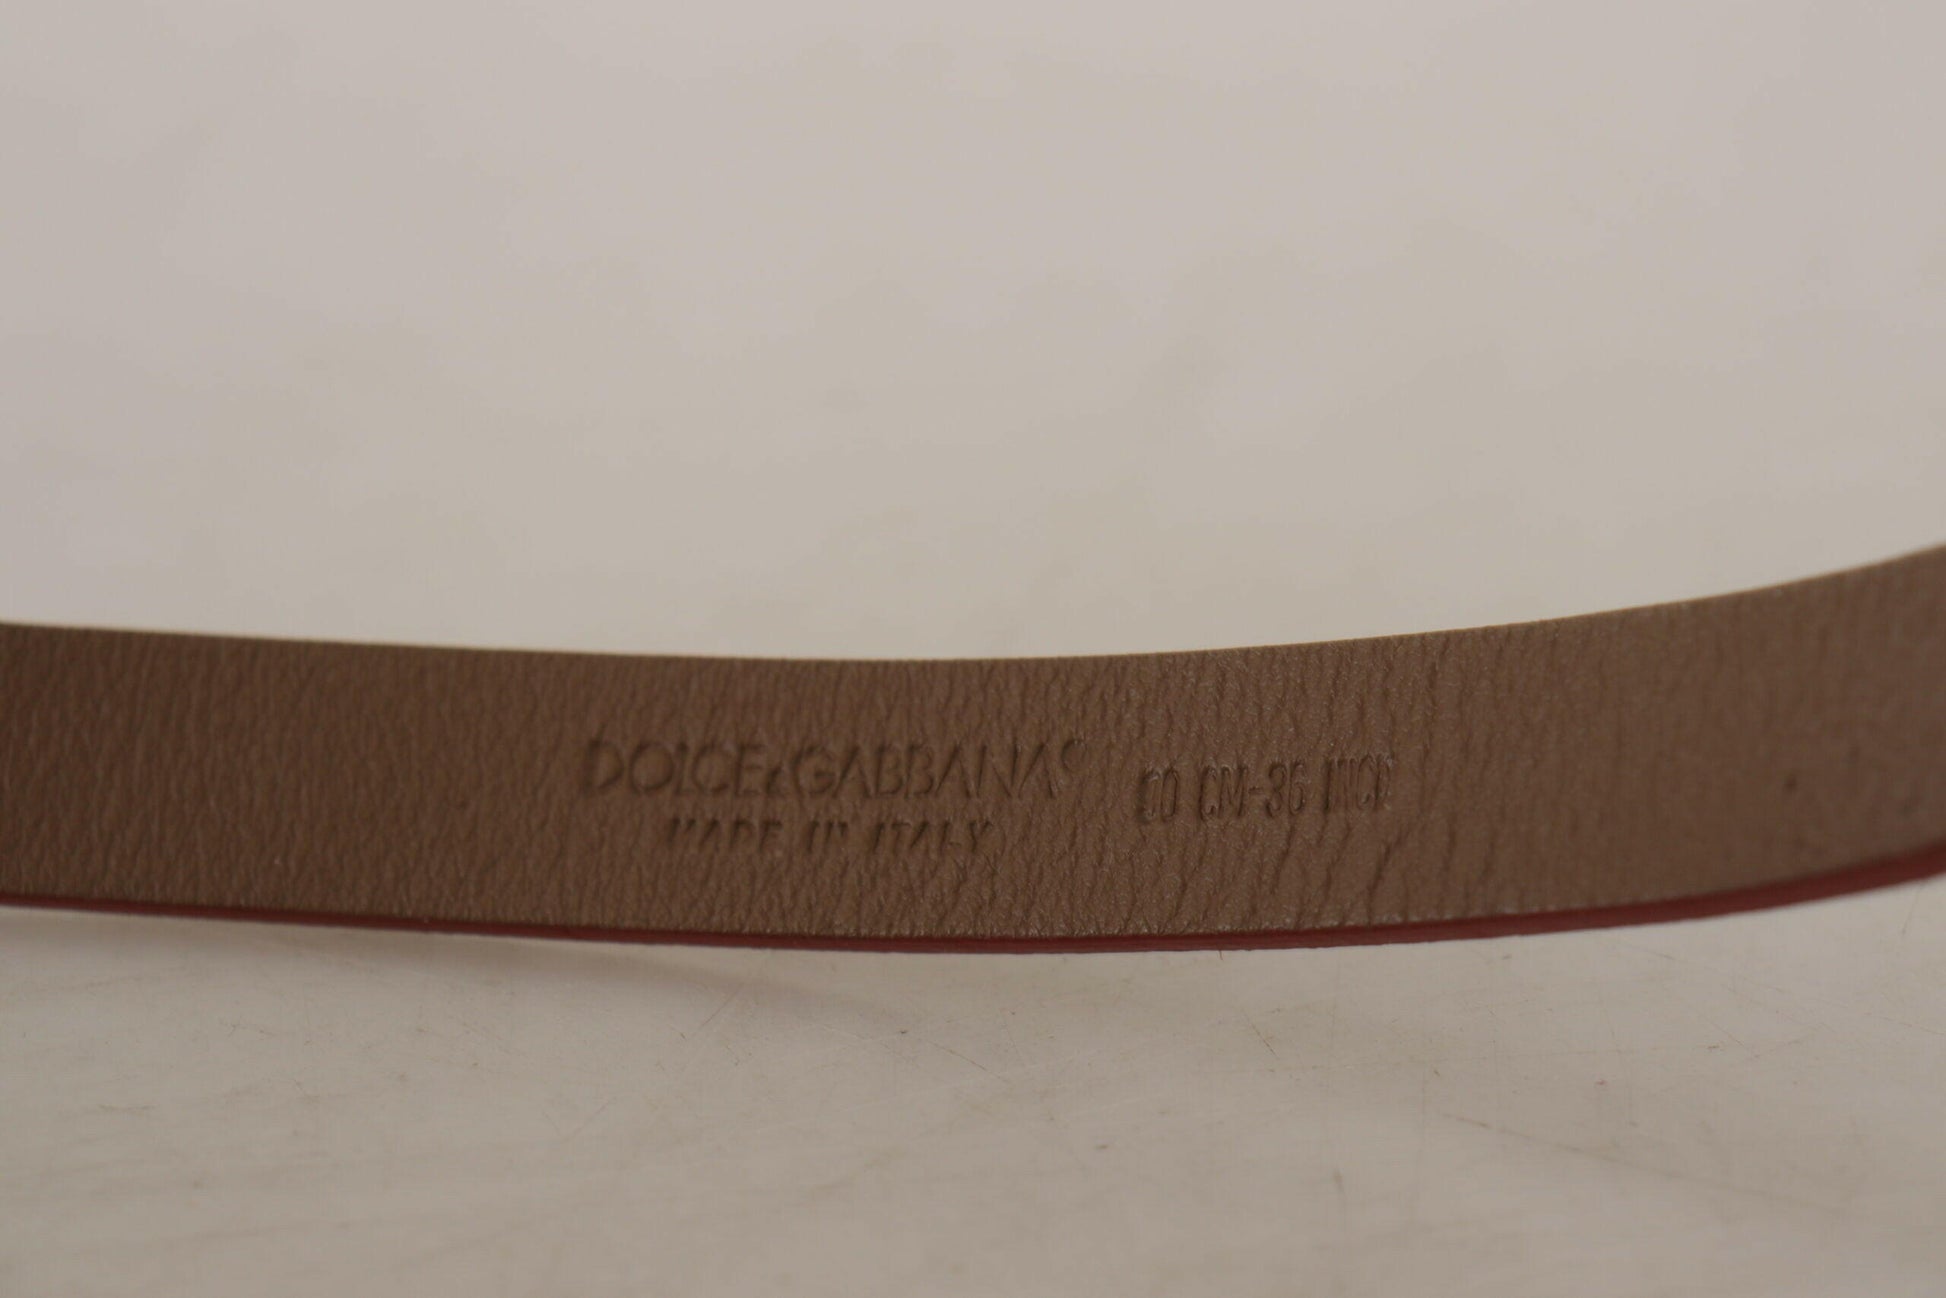 DOLCE&GABBANA®
MADE IN ITALY
90 CM-36 INCH